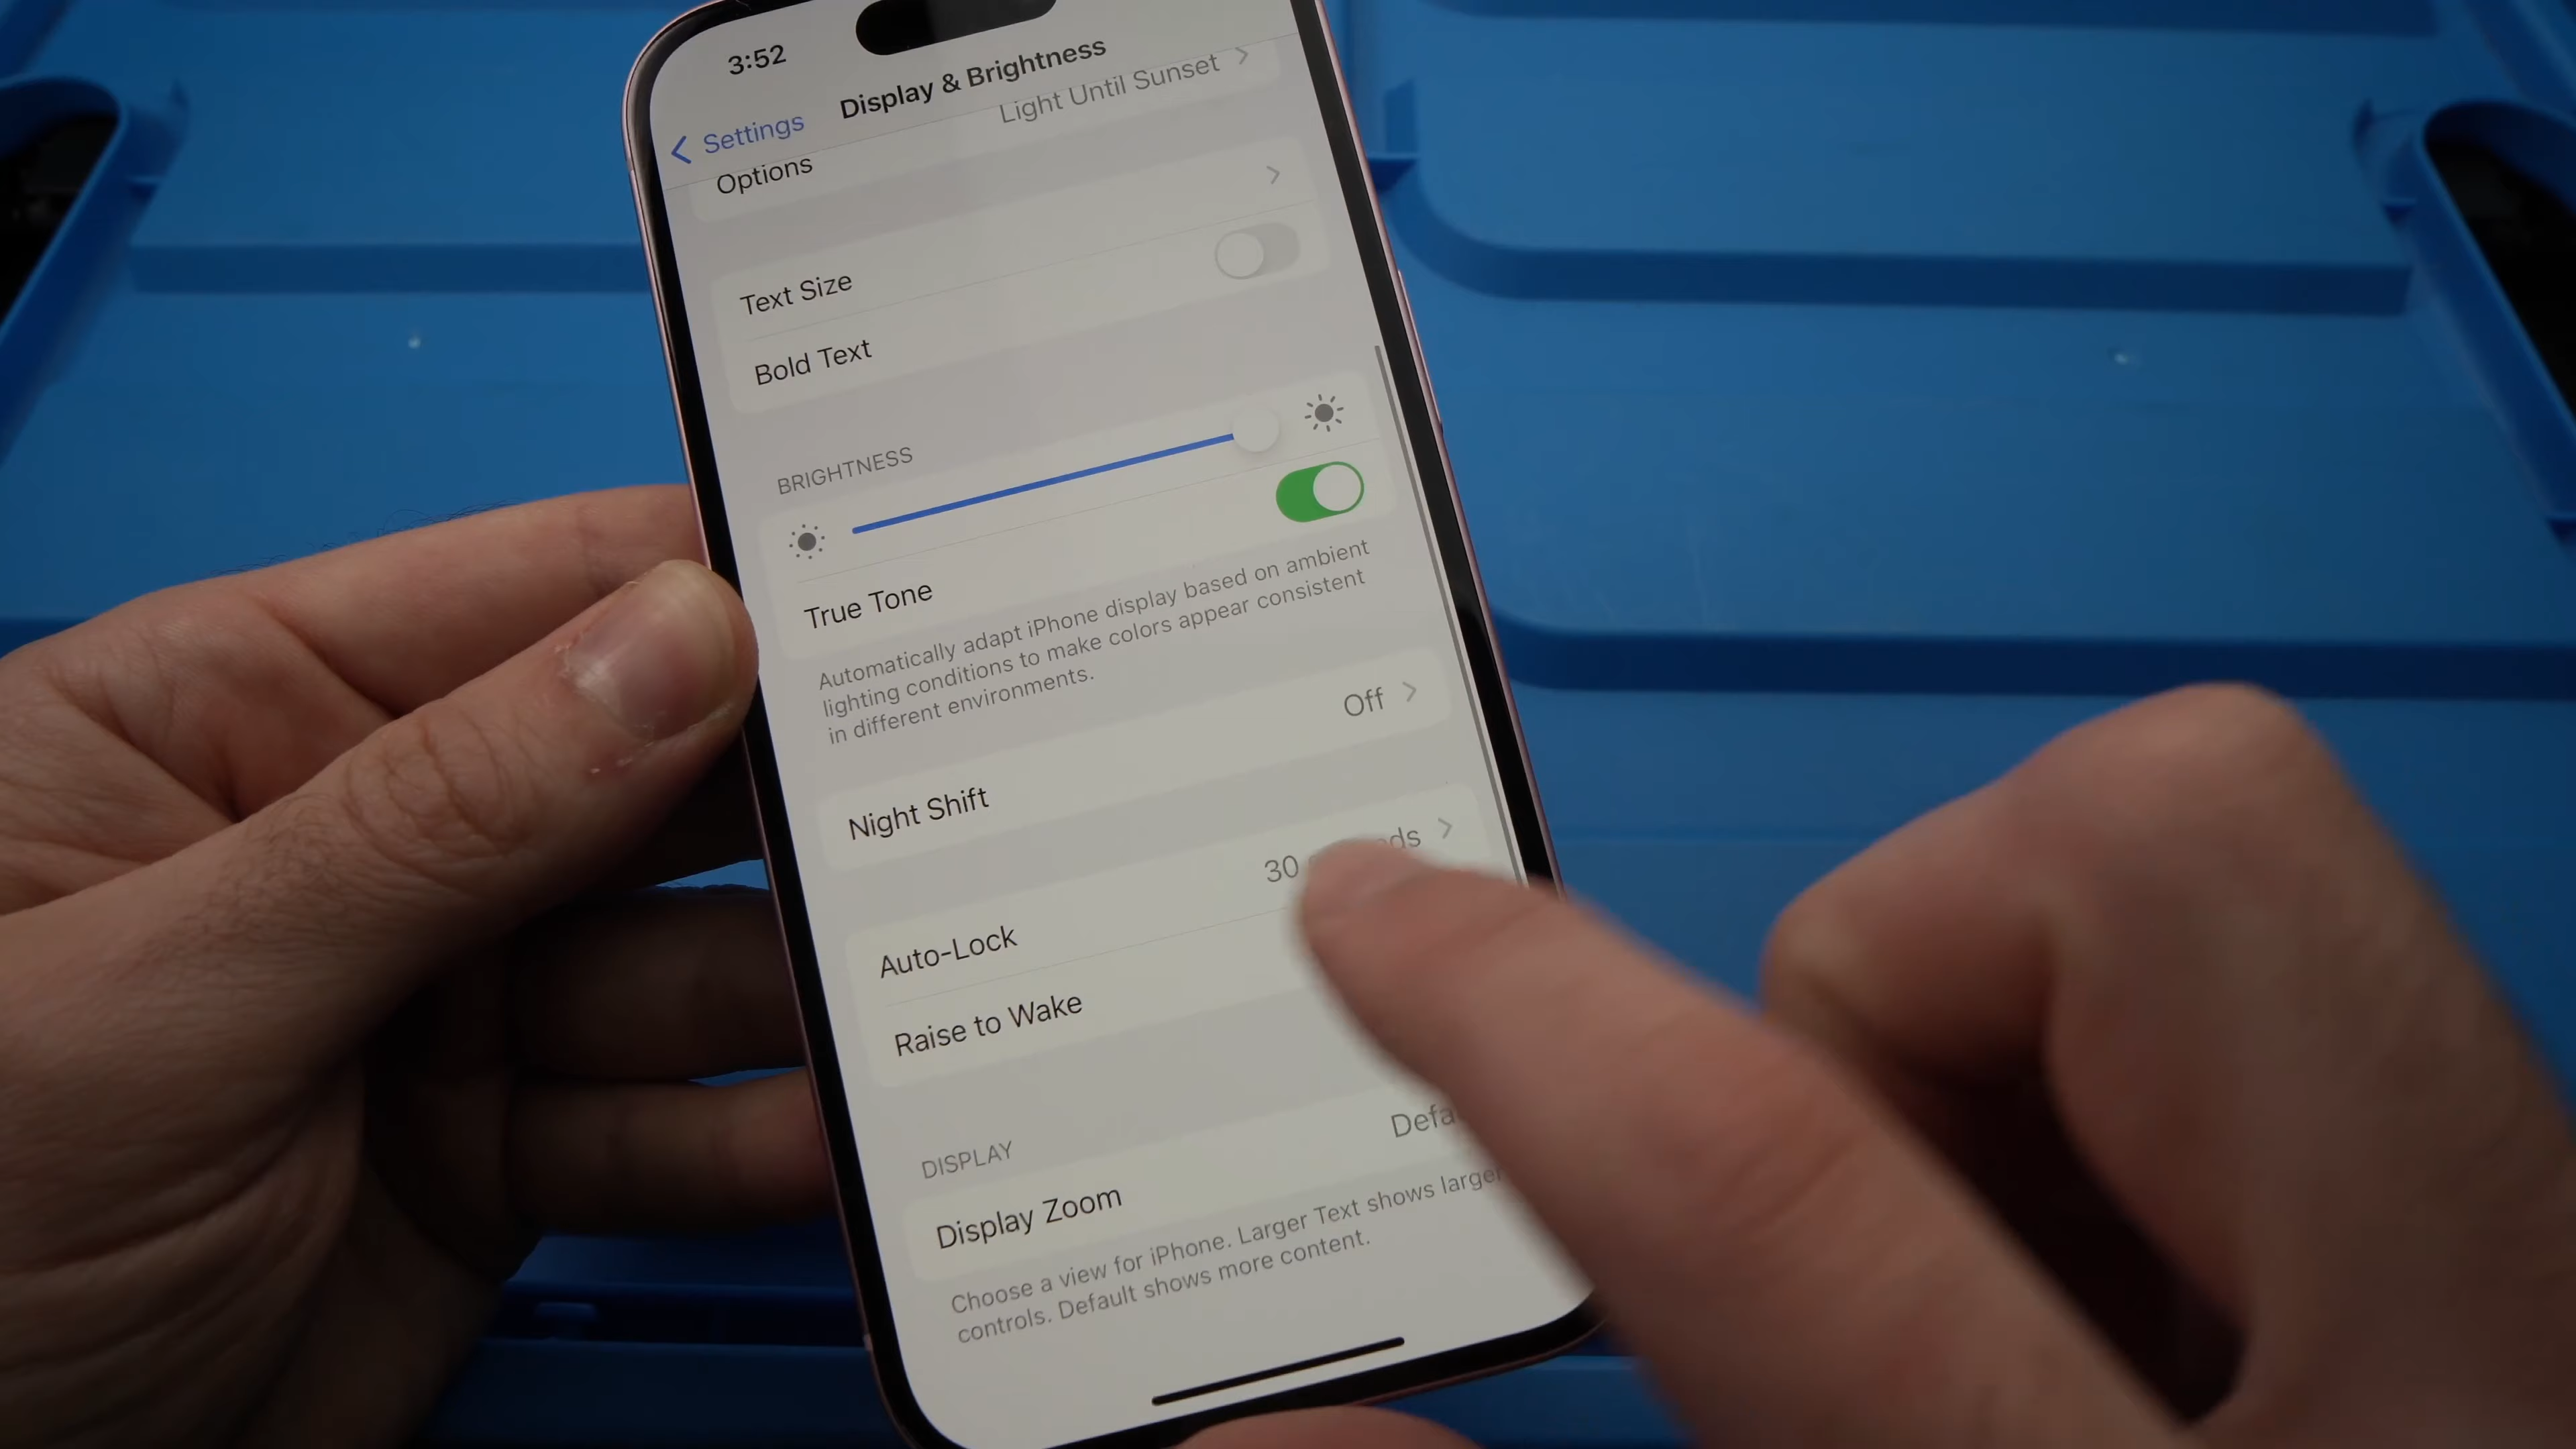 3:52
Display & Brightness
Settings
Options Light Until Sunset
Text Size
Bold Text
BRIGHTNESS
True Tone
Automatically adapt iPhone display based on ambient
lighting conditions to make colors appear consistent
in different environments.
Night Shift Off
Auto-Lock 30
Raise to Wake
DISPLAY
Display Zoom
Choose a view for iPhone. Larger Text shows larger
controls. Default shows more content.